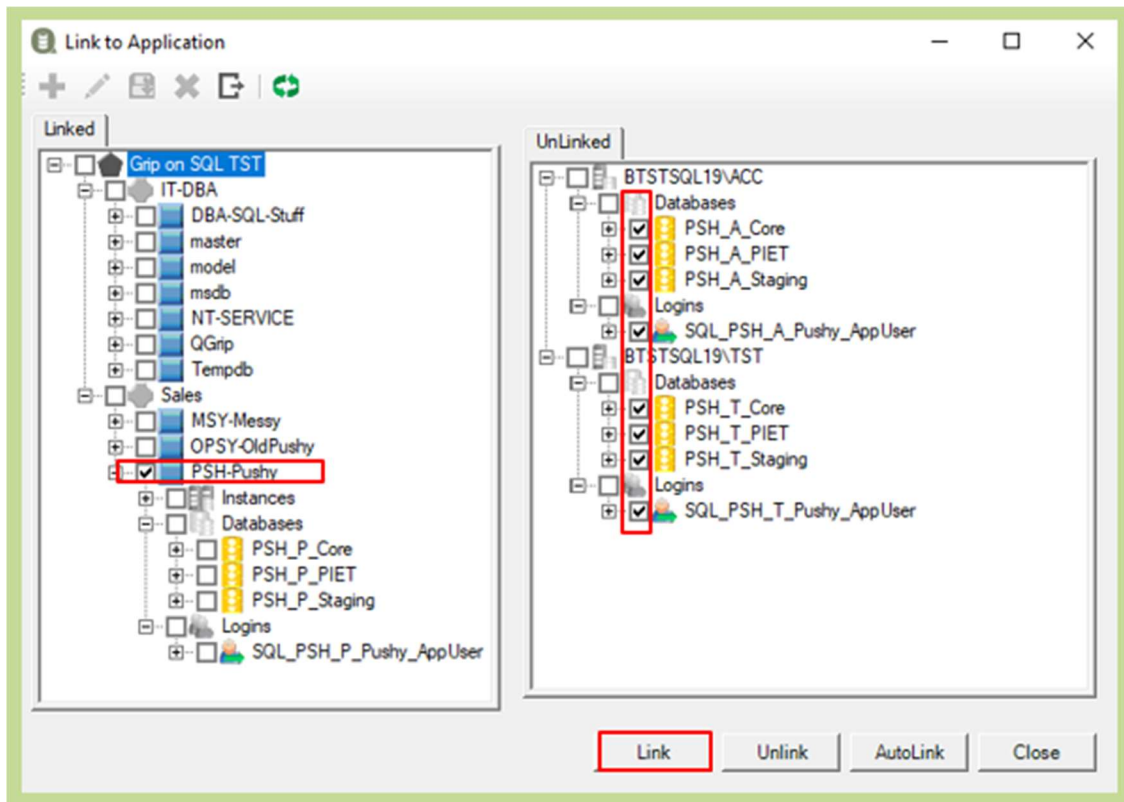 Link to Application
Linked
Grip on SQL TST
IT-DBA
DBA-SQL-Stuff
master
model
msdb
NT-SERVICE
QGrip
Tempdb
Sales
MSY-Messy
OPSY-OldPushy
PSH-Pushy
Instances
Databases
PSH_P_Core
PSH_P_PIET
PSH_P_Staging
Logins
SQL_PSH_P_Pushy_AppUser
UnLinked
BTSTSQL19\ACC
Databases
PSH_A_Core
PSH_A_PIET
PSH_A_Staging
Logins
SQL_PSH_A_Pushy_AppUser
BTSTSQL19\TST
Databases
PSH_T_Core
PSH_T_PIET
PSH_T_Staging
Logins
SQL_PSH_T_Pushy_AppUser
Link Unlink AutoLink Close